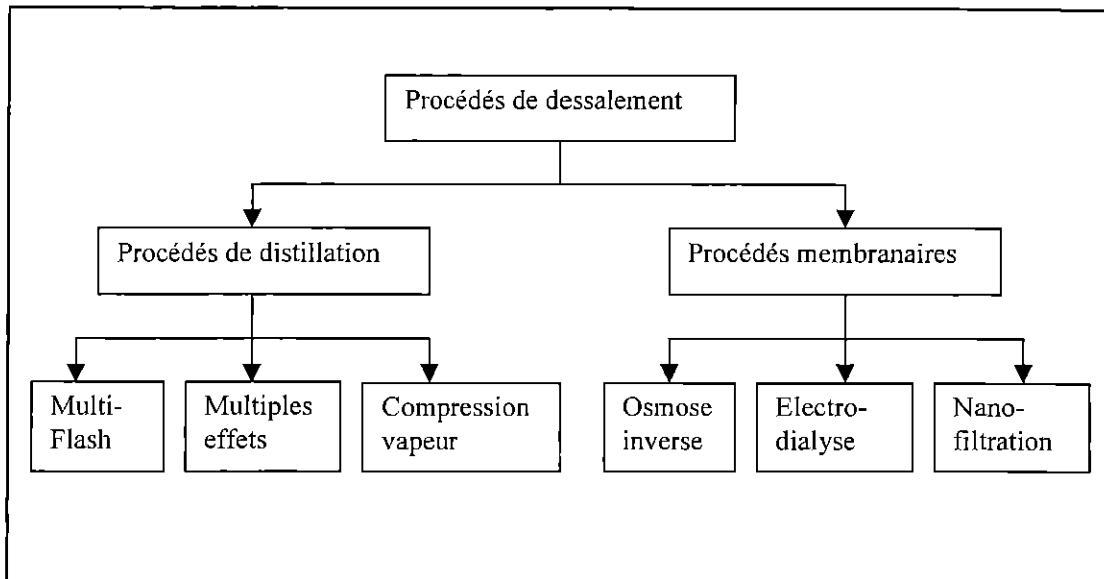 Procédés de dessalement
Procédés de distillation
Procédés membranaires
Multi-
Flash
Multiples
effets
Compression
vapeur
Osmose
inverse
Electro-
dialyse
Nano-
filtration